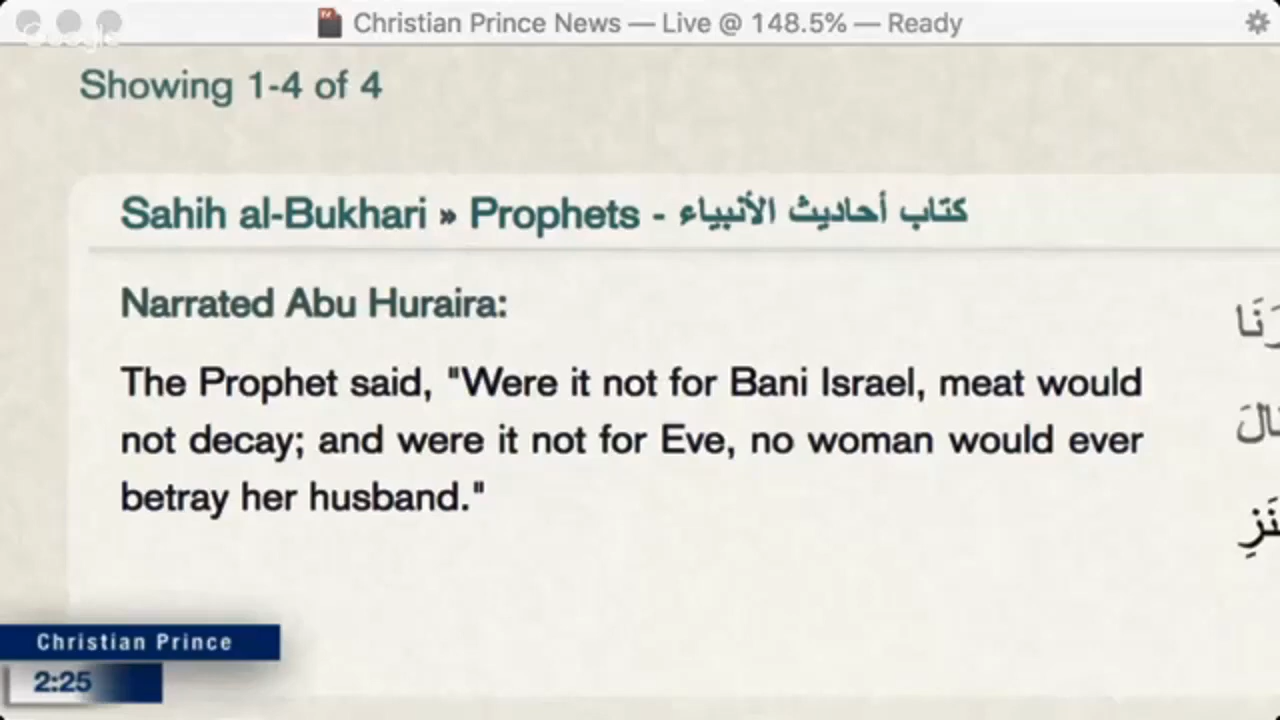 Christian Prince News — Live @ 148.5% — Ready
Google
Showing 1-4 of 4
Sahih al-Bukhari » Prophets - كتاب أحاديث الأنبياء
Narrated Abu Huraira:
The Prophet said, "Were it not for Bani Israel, meat would
not decay; and were it not for Eve, no woman would ever
betray her husband."
Christian Prince
2:25